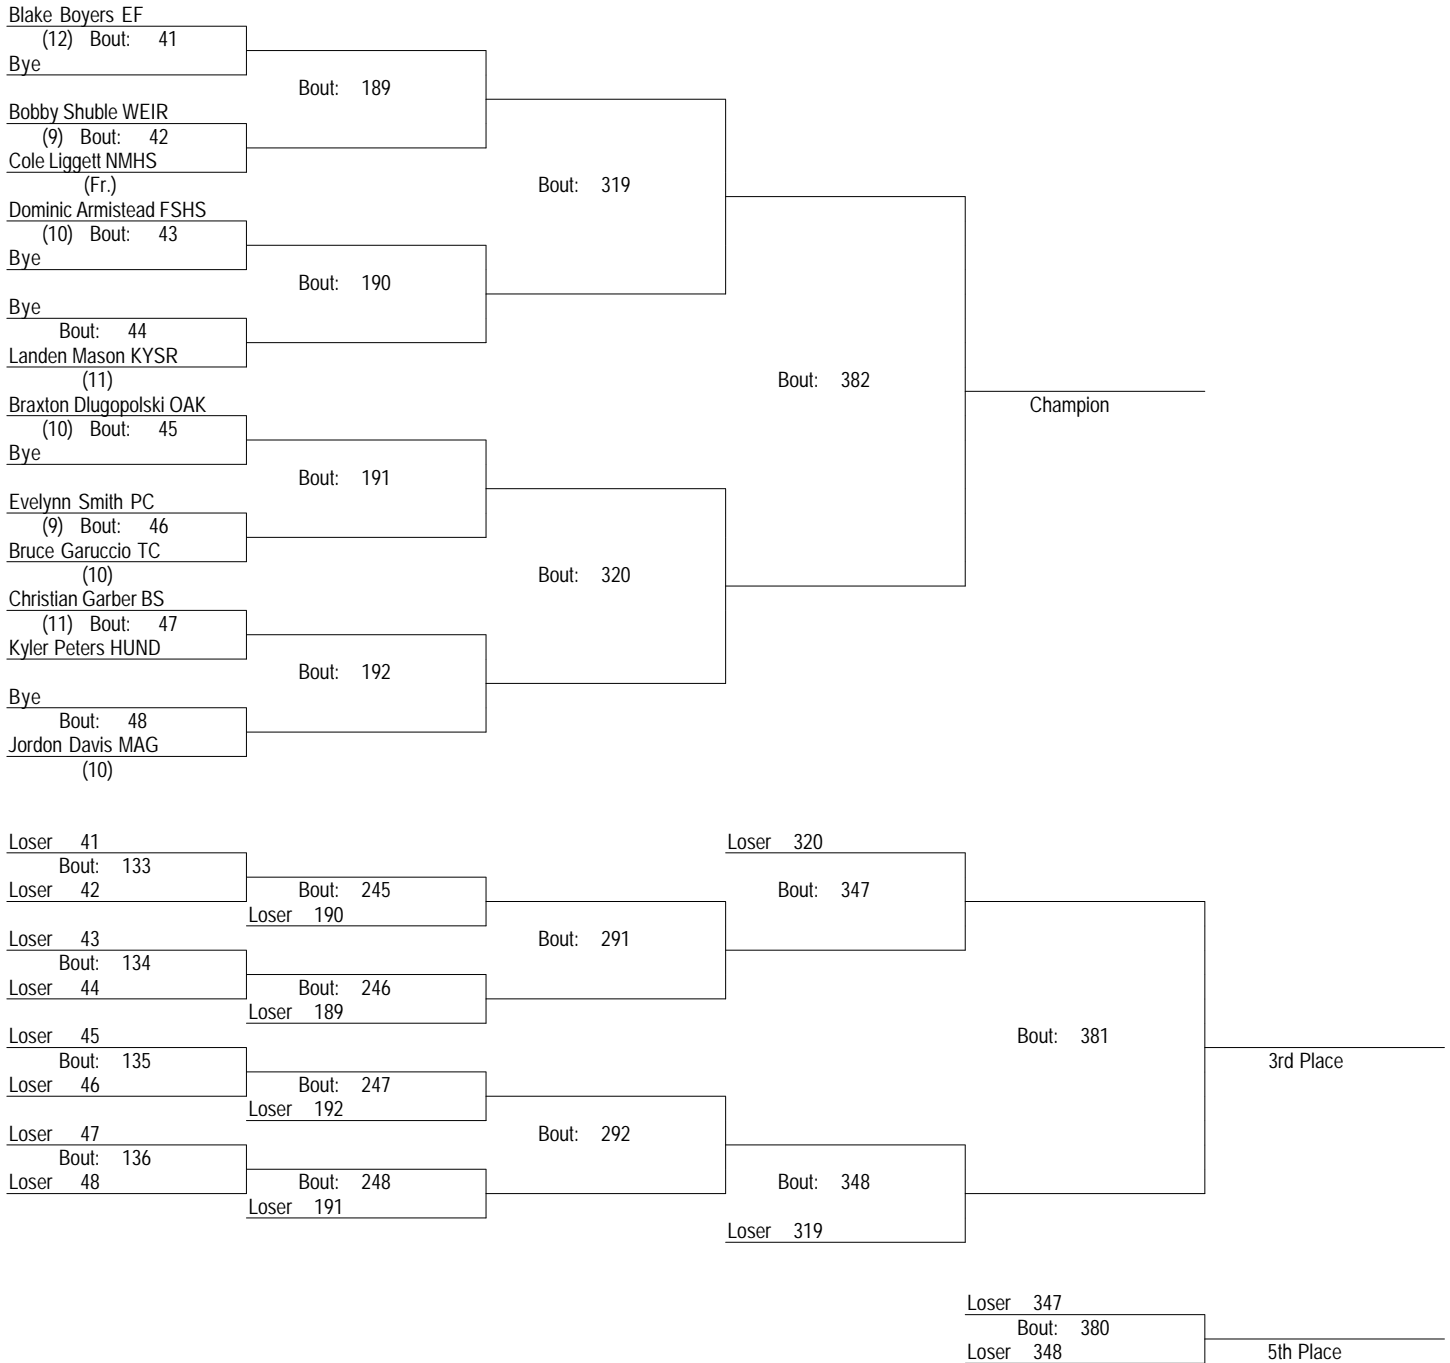 Blake Boyers EF
(12) Bout: 41
Bye
Bout: 189
Bobby Shuble WEIR
(9) Bout: 42
Cole Liggett NMHS
(Fr.)
Bout: 319
Dominic Armistead FSHS
(10) Bout: 43
Bye
Bout: 190
Bye
Bout: 44
Landen Mason KYSR
(11)
Bout: 382
Champion
Braxton Dlugopolski OAK
(10) Bout: 45
Bye
Bout: 191
Evelynn Smith PC
(9) Bout: 46
Bruce Garuccio TC
(10)
Bout: 320
Christian Garber BS
(11) Bout: 47
Kyler Peters HUND
Bout: 192
Bye
Bout: 48
Jordon Davis MAG
(10)
Loser 41
Bout: 133
Loser 42
Bout: 245
Loser 190
Loser 43
Bout: 134
Loser 44
Bout: 246
Loser 189
Bout: 291
Loser 320
Bout: 347
Loser 45
Bout: 135
Loser 46
Bout: 247
Loser 192
Loser 47
Bout: 136
Loser 48
Bout: 248
Loser 191
Bout: 292
Bout: 348
Loser 319
Bout: 381
3rd Place
Loser 347
Bout: 380
Loser 348
5th Place